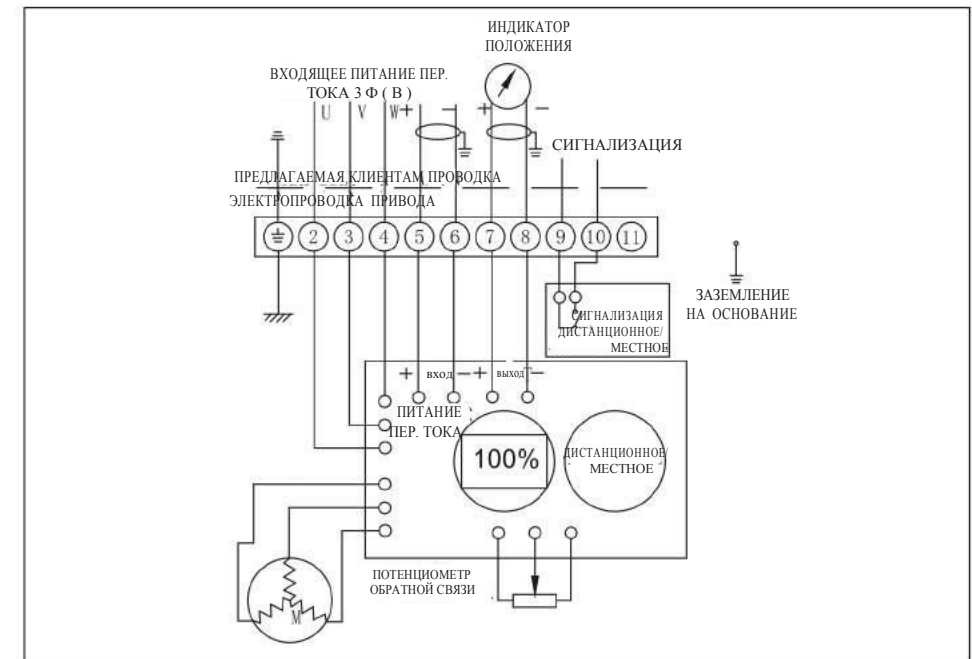 ИНДИКАТОР
ПОЛОЖЕНИЯ
ВХОДЯЩЕЕ ПИТАНИЕ ПЕР.
ТОКА 3 Ф ( В )
U V W + − + −
СИГНАЛИЗАЦИЯ
ПРЕДЛАГАЕМАЯ КЛИЕНТАМ ПРОВОДКА
ЭЛЕКТРОПРОВОДКА ПРИВОДА
2 3 4 5 6 7 8 9 10 11
ЗАЗЕМЛЕНИЕ
НА ОСНОВАНИЕ
СИГНАЛИЗАЦИЯ
ДИСТАНЦИОННОЕ/
МЕСТНОЕ
+ вход − + выход −
ПИТАНИЕ
ПЕР. ТОКА
100%
ДИСТАНЦИОННОЕ/
МЕСТНОЕ
ПОТЕНЦИОМЕТР
ОБРАТНОЙ СВЯЗИ
M